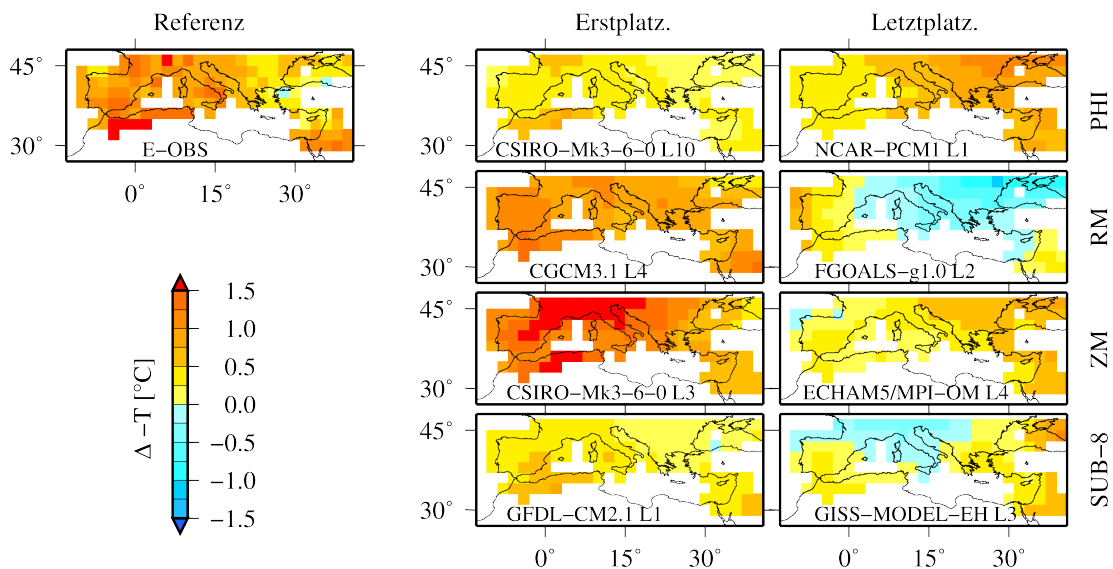 Referenz Erstplatz. Letztplatz.
45°
30°
E−OBS
0° 15° 30°
CSIRO−Mk3−6−0 L10
NCAR−PCM1 L1
PHI
45°
30°
CGCM3.1 L4
FGOALS−g1.0 L2
RM
45°
30°
CSIRO−Mk3−6−0 L3
ECHAM5/MPI−OM L4
ZM
45°
30°
GFDL−CM2.1 L1
GISS−MODEL−EH L3
SUB−8
0° 15° 30° 0° 15° 30°
Δ −T [°C]
1.5
1.0
0.5
0.0
−0.5
−1.0
−1.5